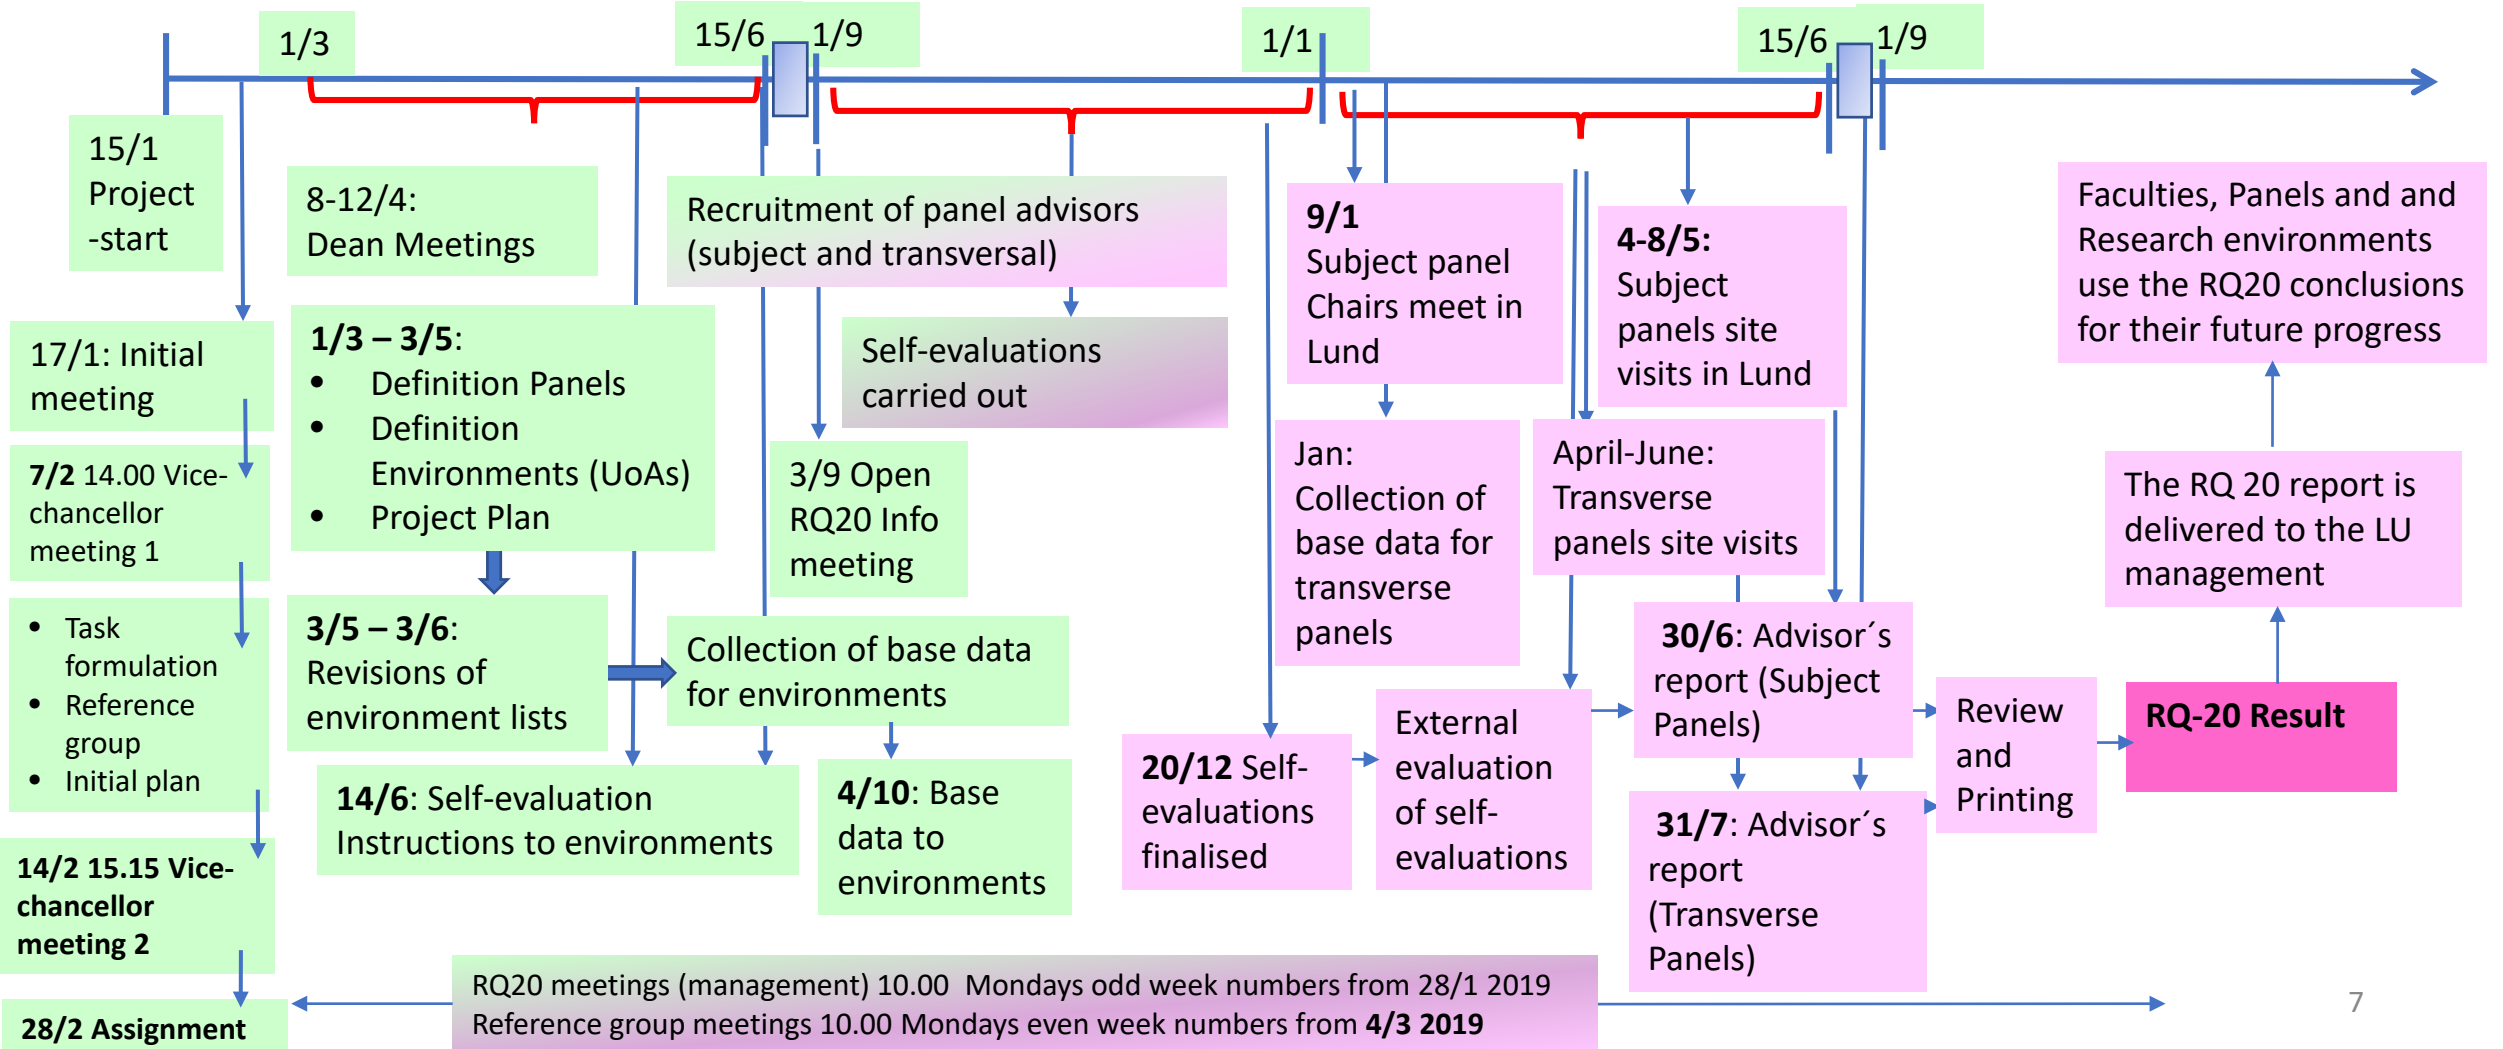 1/3
15/6
1/9
1/1
15/6
1/9
15/1
Project
-start
17/1: Initial
meeting
7/2 14.00 Vice-
chancellor
meeting 1
• Task
formulation
• Reference
group
• Initial plan
14/2 15.15 Vice-
chancellor
meeting 2
28/2 Assignment
8-12/4:
Dean Meetings
1/3 – 3/5:
• Definition Panels
• Definition
Environments (UoAs)
• Project Plan
3/5 – 3/6:
Revisions of
environment lists
14/6: Self-evaluation
Instructions to environments
Recruitment of panel advisors
(subject and transversal)
Self-evaluations
carried out
3/9 Open
RQ20 Info
meeting
Collection of base data
for environments
4/10: Base
data to
environments
9/1
Subject panel
Chairs meet in
Lund
Jan:
Collection of
base data for
transverse
panels
20/12 Self-
evaluations
finalised
External
evaluation
of self-
evaluations
4-8/5:
Subject
panels site
visits in Lund
April-June:
Transverse
panels site visits
30/6: Advisor´s
report (Subject
Panels)
31/7: Advisor´s
report
(Transverse
Panels)
Review
and
Printing
RQ-20 Result
The RQ 20 report is
delivered to the LU
management
Faculties, Panels and and
Research environments
use the RQ20 conclusions
for their future progress
RQ20 meetings (management) 10.00 Mondays odd week numbers from 28/1 2019
Reference group meetings 10.00 Mondays even week numbers from 4/3 2019
7